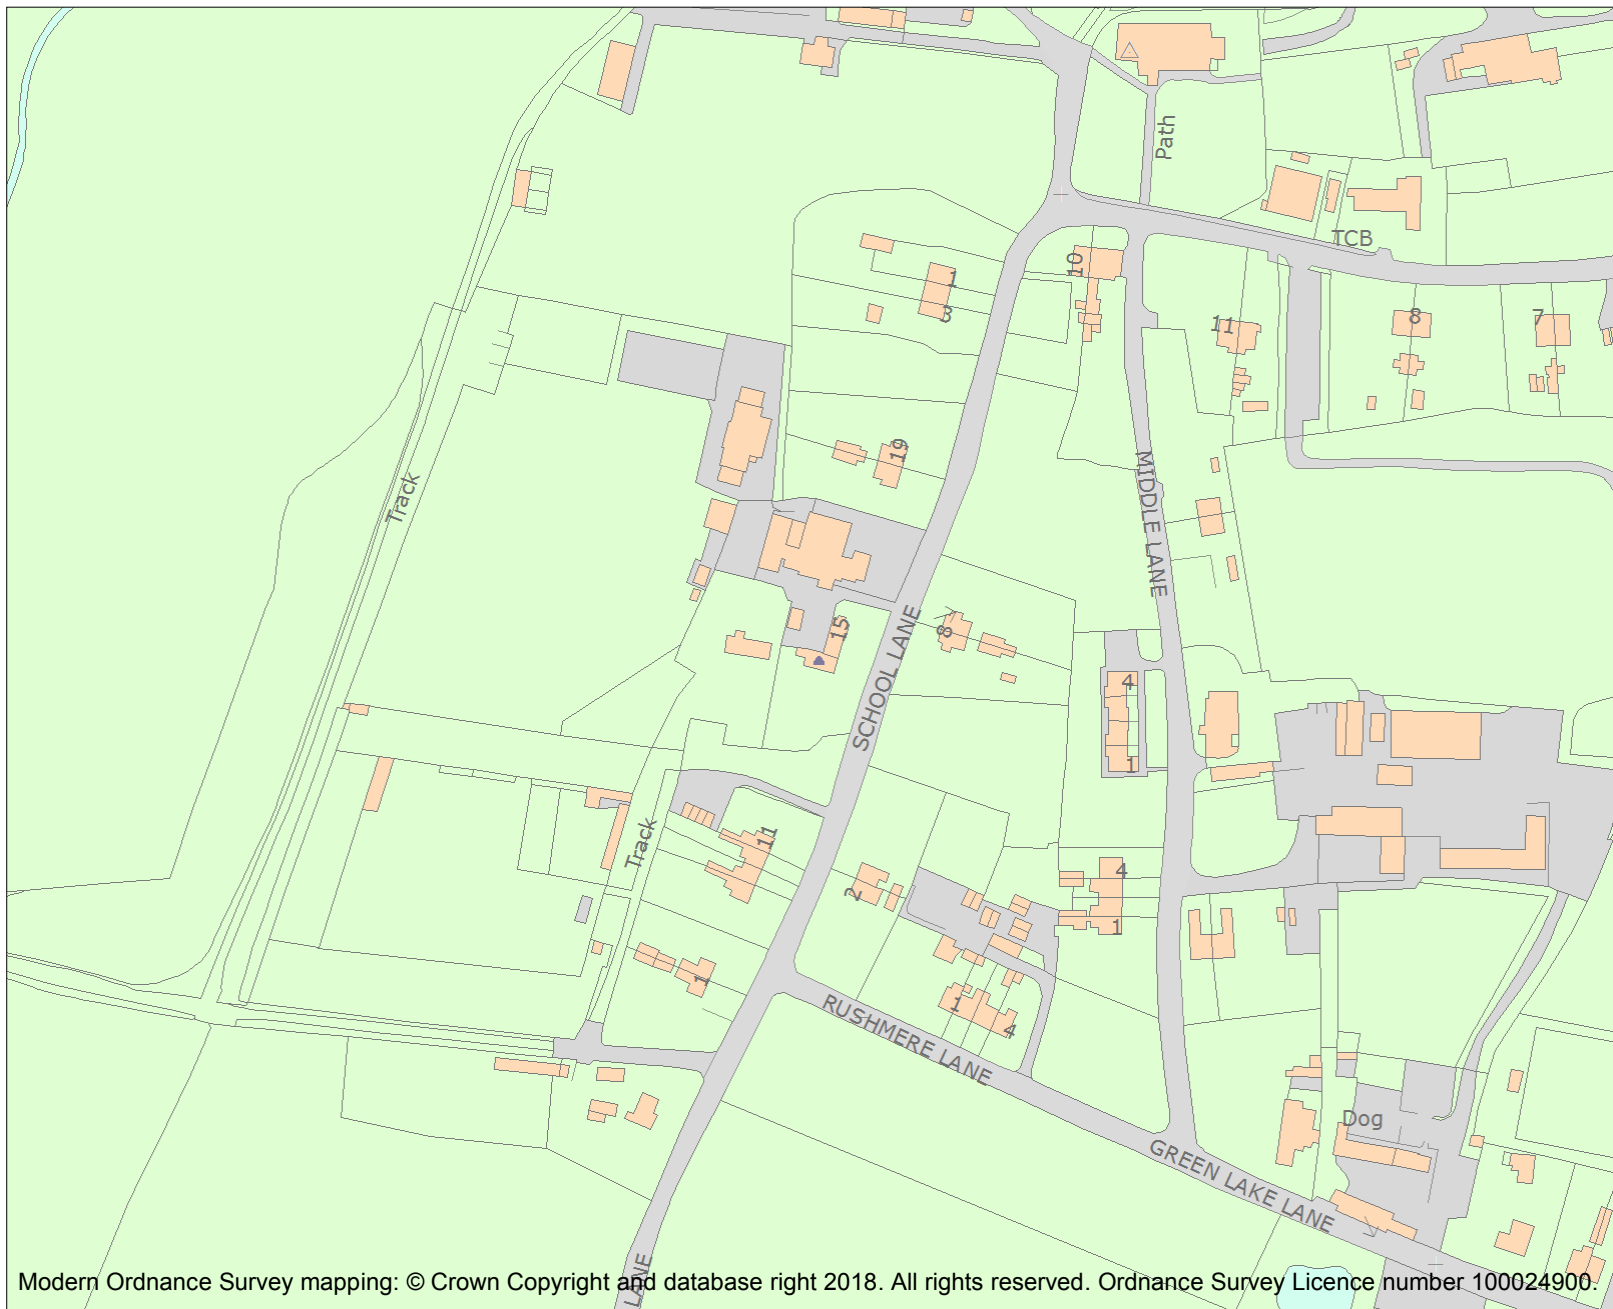 Path
TCB
10
1
3
11
8
7
19
Track
MIDDLE LANE
15
7
8
SCHOOL LANE
4
1
11
Track
2
4
1
1
1
4
RUSHMERE LANE
Dog
GREEN LAKE LANE
LANE
Modern Ordnance Survey mapping: © Crown Copyright and database right 2018. All rights reserved. Ordnance Survey Licence number 100024900.